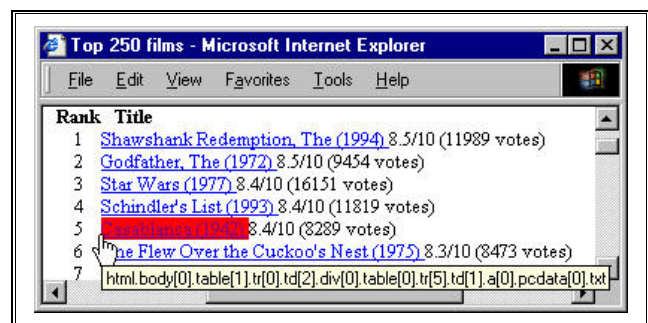 Top 250 films - Microsoft Internet Explorer
File Edit View Favorites Tools Help
Rank Title
1 Shawshank Redemption, The (1994) 8.5/10 (11989 votes)
2 Godfather, The (1972) 8.5/10 (9454 votes)
3 Star Wars (1977) 8.4/10 (16151 votes)
4 Schindler's List (1993) 8.4/10 (11819 votes)
5 Casablanca (1942) 8.4/10 (8289 votes)
6 ne Flew Over the Cuckoo's Nest (1975) 8.3/10 (8473 votes)
7
html.body[0].table[1].tr[0].td[2].div[0].table[0].tr[5].td[1].a[0].pcdata[0].txt